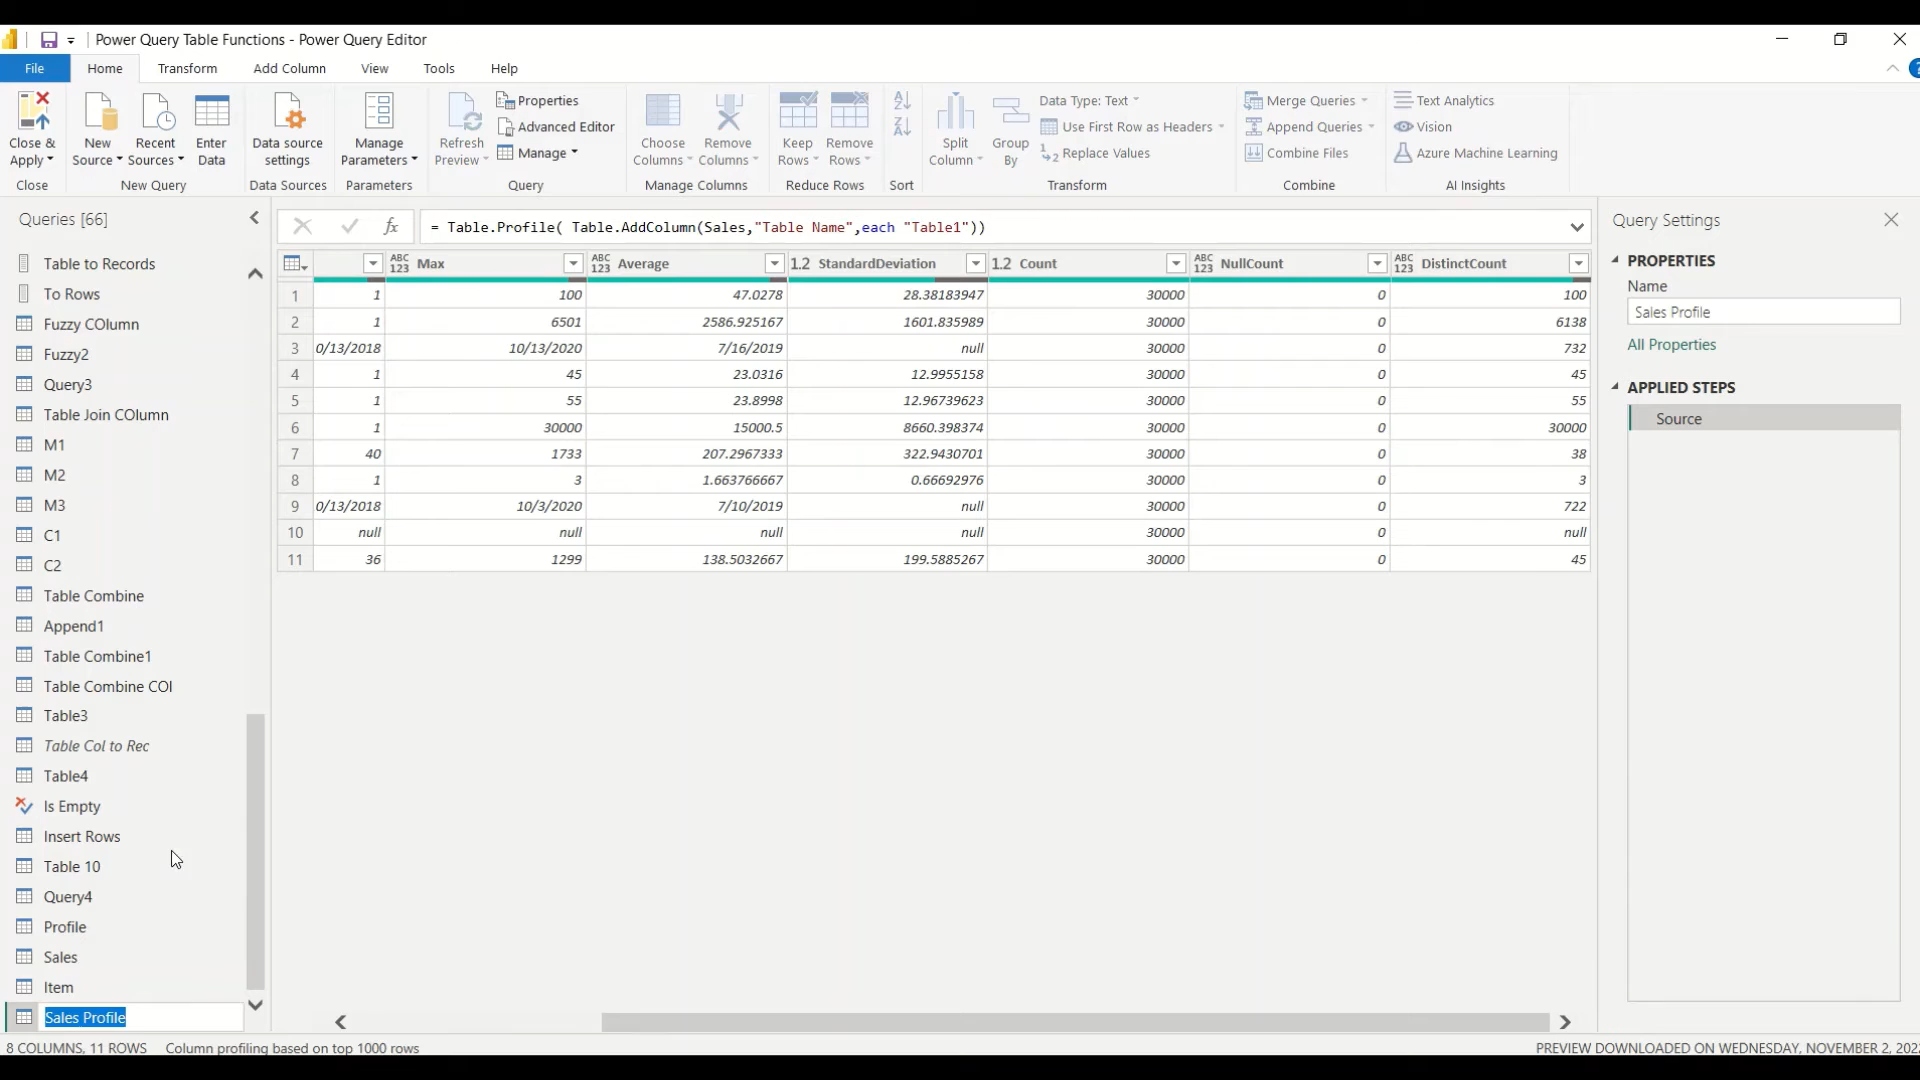 Power Query Table Functions - Power Query Editor
File Home Transform Add Column View Tools Help
Close & Apply
New Source
Recent Sources
Enter Data
Data source settings
Manage Parameters
Refresh Preview
Properties
Advanced Editor
Manage
Choose Columns
Remove Columns
Keep Rows
Remove Rows
Split Column
Group By
Data Type: Text
Use First Row as Headers
Replace Values
Merge Queries
Append Queries
Combine Files
Text Analytics
Vision
Azure Machine Learning
Close New Query Data Sources Parameters Query Manage Columns Reduce Rows Sort Transform Combine AI Insights
Queries [66]
Table to Records
To Rows
Fuzzy COlumn
Fuzzy2
Query3
Table Join COlumn
M1
M2
M3
C1
C2
Table Combine
Append1
Table Combine1
Table Combine COl
Table3
Table Col to Rec
Table4
Is Empty
Insert Rows
Table 10
Query4
Profile
Sales
Item
Sales Profile
fx = Table.Profile( Table.AddColumn(Sales,"Table Name",each "Table1"))
ABC 123 Max ABC 123 Average 1.2 StandardDeviation 1.2 Count ABC 123 NullCount ABC 123 DistinctCount
1 1 100 47.0278 28.38183947 30000 0 100
2 1 6501 2586.925167 1601.835989 30000 0 6138
3 0/13/2018 10/13/2020 7/16/2019 null 30000 0 732
4 1 45 23.0316 12.9955158 30000 0 45
5 1 55 23.8998 12.96739623 30000 0 55
6 1 30000 15000.5 8660.398374 30000 0 30000
7 40 1733 207.2967333 322.9430701 30000 0 38
8 1 3 1.663766667 0.66692976 30000 0 3
9 0/13/2018 10/3/2020 7/10/2019 null 30000 0 722
10 null null null null 30000 0 null
11 36 1299 138.5032667 199.5885267 30000 0 45
Query Settings
PROPERTIES
Name
Sales Profile
All Properties
APPLIED STEPS
Source
8 COLUMNS, 11 ROWS Column profiling based on top 1000 rows
PREVIEW DOWNLOADED ON WEDNESDAY, NOVEMBER 2, 202